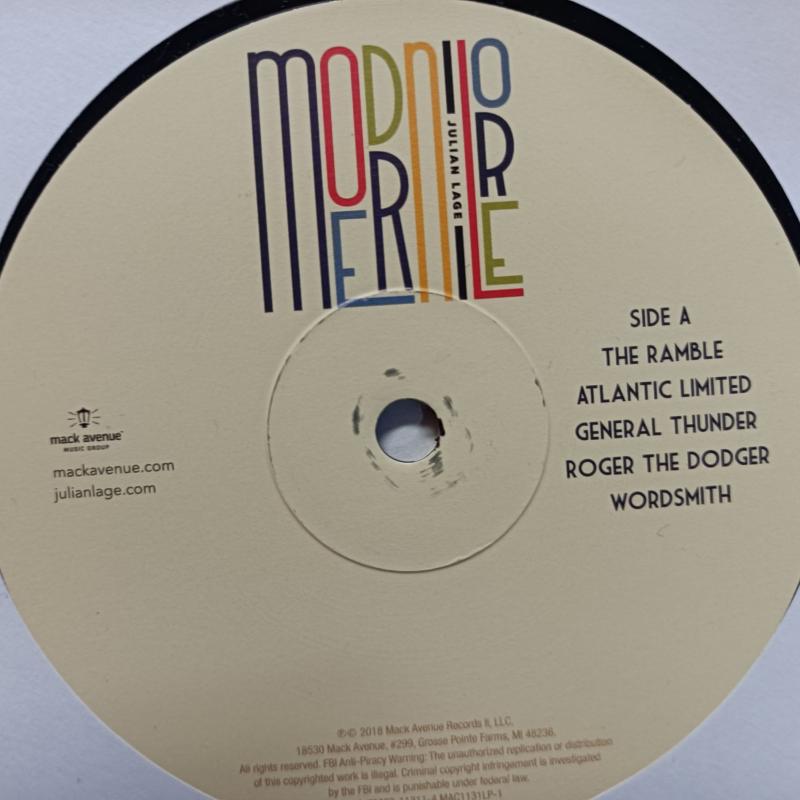 MODERN LORE
JULIAN LAGE
SIDE A
THE RAMBLE
ATLANTIC LIMITED
GENERAL THUNDER
ROGER THE DODGER
WORDSMITH
mack avenue
MUSIC GROUP
mackavenue.com
julianlage.com
℗© 2018 Mack Avenue Records II, LLC.
18530 Mack Avenue, #299, Grosse Pointe Farms, MI 48236.
All rights reserved. FBI Anti-Piracy Warning: The unauthorized replication or distribution
of this copyrighted work is illegal. Criminal copyright infringement is investigated
by the FBI and is punishable under federal law.
MAC1131LP-1